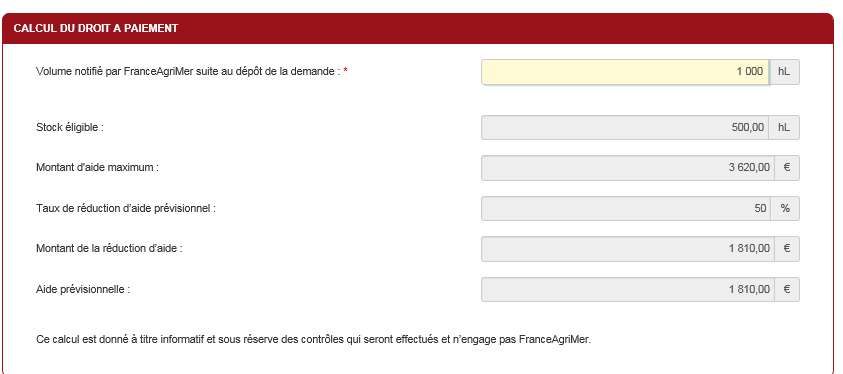 CALCUL DU DROIT A PAIEMENT
Volume notifié par FranceAgriMer suite au dépôt de la demande : * 1 000 hL
Stock éligible : 500,00 hL
Montant d'aide maximum : 3 620,00 €
Taux de réduction d'aide prévisionnel : 50 %
Montant de la réduction d'aide : 1 810,00 €
Aide prévisionnelle : 1 810,00 €
Ce calcul est donné à titre informatif et sous réserve des contrôles qui seront effectués et n'engage pas FranceAgriMer.